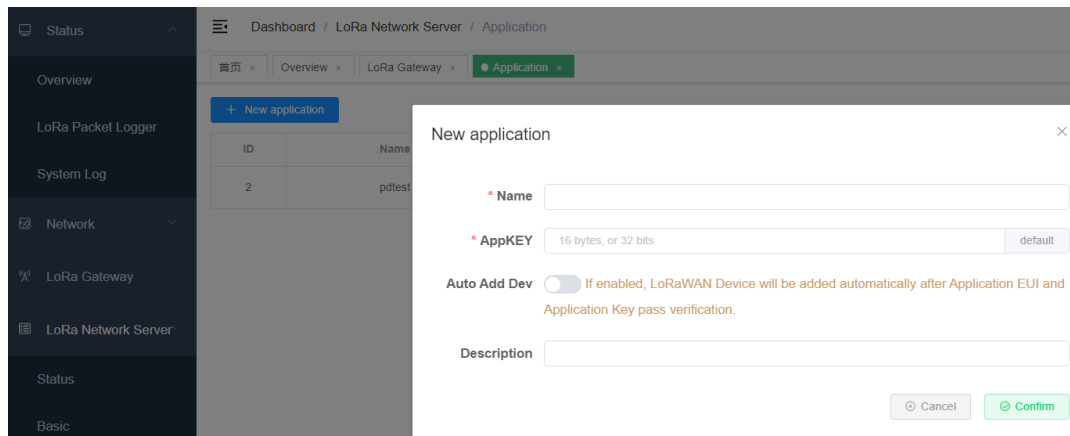 Status
Overview
LoRa Packet Logger
System Log
Network
LoRa Gateway
LoRa Network Server
Status
Basic
Dashboard / LoRa Network Server / Application
首页 × Overview × LoRa Gateway × Application ×
+ New application
ID Name
2 pdtest
New application ×
* Name
* AppKEY 16 bytes, or 32 bits default
Auto Add Dev If enabled, LoRaWAN Device will be added automatically after Application EUI and
Application Key pass verification.
Description
Cancel Confirm